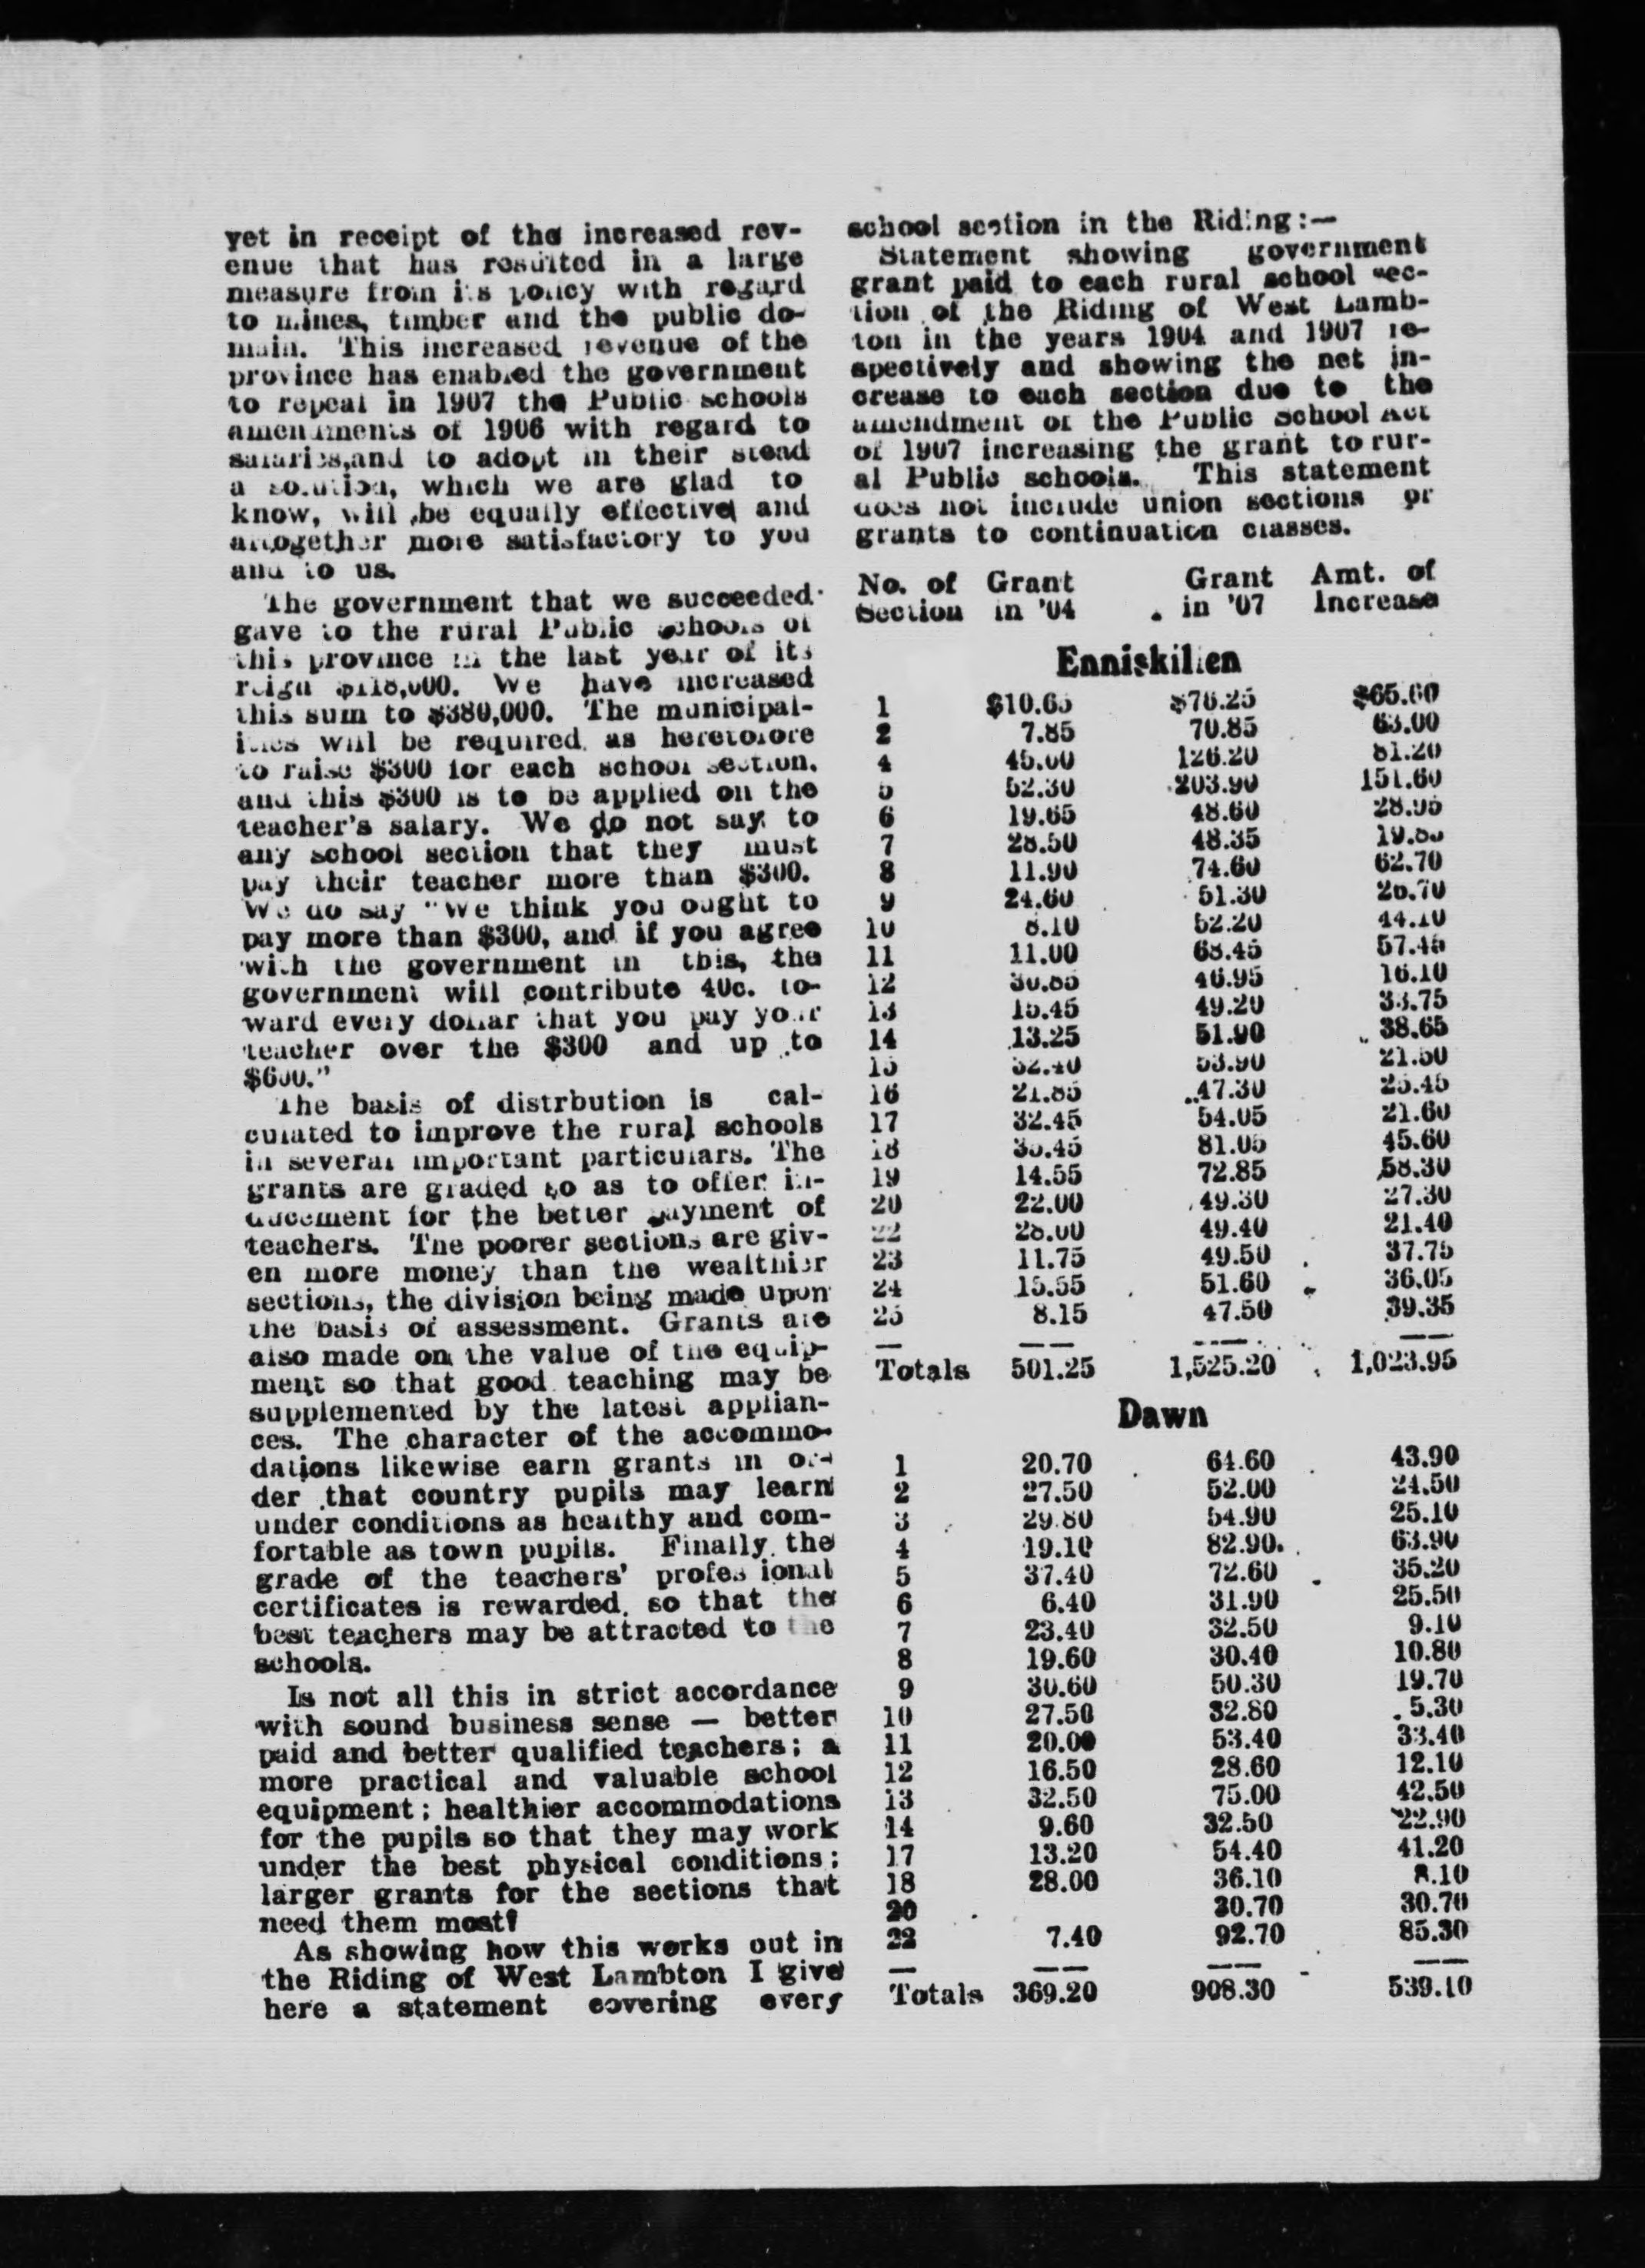 yet in receipt of the increased rev-
enue that has resulted in a large
measure from its policy with regard
to mines, timber and the public do-
main. This increased revenue of the
province has enabled the government
to repeal in 1907 the Public schools
amendments of 1906 with regard to
salaries,and to adopt in their stead
a solution, which we are glad to
know, will be equally effective and
altogether more satisfactory to you
and to us.
The government that we succeeded
gave to the rural Public schools of
this province in the last year of its
reign $118,000. We have increased
this sum to $380,000. The municipal-
ities will be required, as heretofore
to raise $300 for each school section,
and this $300 is to be applied on the
teacher's salary. We do not say to
any school section that they must
pay their teacher more than $300.
We do say "We think you ought to
pay more than $300, and if you agree
with the government in this, the
government will contribute 40c. to-
ward every dollar that you pay your
teacher over the $300 and up to
$600."
The basis of distrbution is cal-
culated to improve the rural schools
in several important particulars. The
grants are graded so as to offer in-
ducement for the better payment of
teachers. The poorer sections are giv-
en more money than the wealthier
sections, the division being made upon
the basis of assessment. Grants are
also made on the value of the equip-
ment so that good teaching may be
supplemented by the latest applian-
ces. The character of the accommo-
dations likewise earn grants in or-
der that country pupils may learn
under conditions as healthy and com-
fortable as town pupils. Finally, the
grade of the teachers' profes ional
certificates is rewarded, so that the
best teachers may be attracted to the
schools.
Is not all this in strict accordance
with sound business sense — better
paid and better qualified teachers; a
more practical and valuable school
equipment; healthier accommodations
for the pupils so that they may work
under the best physical conditions;
larger grants for the sections that
need them most?
As showing how this works out in
the Riding of West Lambton I give
here a statement covering every
school section in the Riding:—
Statement showing government
grant paid to each rural school sec-
tion of the Riding of West Lamb-
ton in the years 1904 and 1907 re-
spectively and showing the net in-
crease to each section due to the
amendment of the Public School Act
of 1907 increasing the grant to rur-
al Public schools. This statement
does not include union sections or
grants to continuation classes.
No. of Grant Grant Amt. of
Section in '04 in '07 Increase
Enniskillen
1 $10.65 $76.25 $65.60
2 7.85 70.85 63.00
4 45.00 126.20 81.20
5 52.30 203.90 151.60
6 19.65 48.60 28.95
7 28.50 48.35 19.85
8 11.90 74.60 62.70
9 24.60 51.30 26.70
10 8.10 52.20 44.10
11 11.00 68.45 57.45
12 30.85 46.95 16.10
13 15.45 49.20 33.75
14 13.25 51.90 38.65
15 32.40 53.90 21.50
16 21.85 47.30 25.45
17 32.45 54.05 21.60
18 35.45 81.05 45.60
19 14.55 72.85 58.30
20 22.00 49.30 27.30
22 28.00 49.40 21.40
23 11.75 49.50 37.75
24 15.55 51.60 36.05
25 8.15 47.50 39.35
Totals 501.25 1,525.20 1,023.95
Dawn
1 20.70 64.60 43.90
2 27.50 52.00 24.50
3 29.80 54.90 25.10
4 19.10 82.90 63.90
5 37.40 72.60 35.20
6 6.40 31.90 25.50
7 23.40 32.50 9.10
8 19.60 30.40 10.80
9 30.60 50.30 19.70
10 27.50 32.80 5.30
11 20.00 53.40 33.40
12 16.50 28.60 12.10
13 32.50 75.00 42.50
14 9.60 32.50 22.90
17 13.20 54.40 41.20
18 28.00 36.10 8.10
20 30.70 30.70
22 7.40 92.70 85.30
Totals 369.20 908.30 539.10